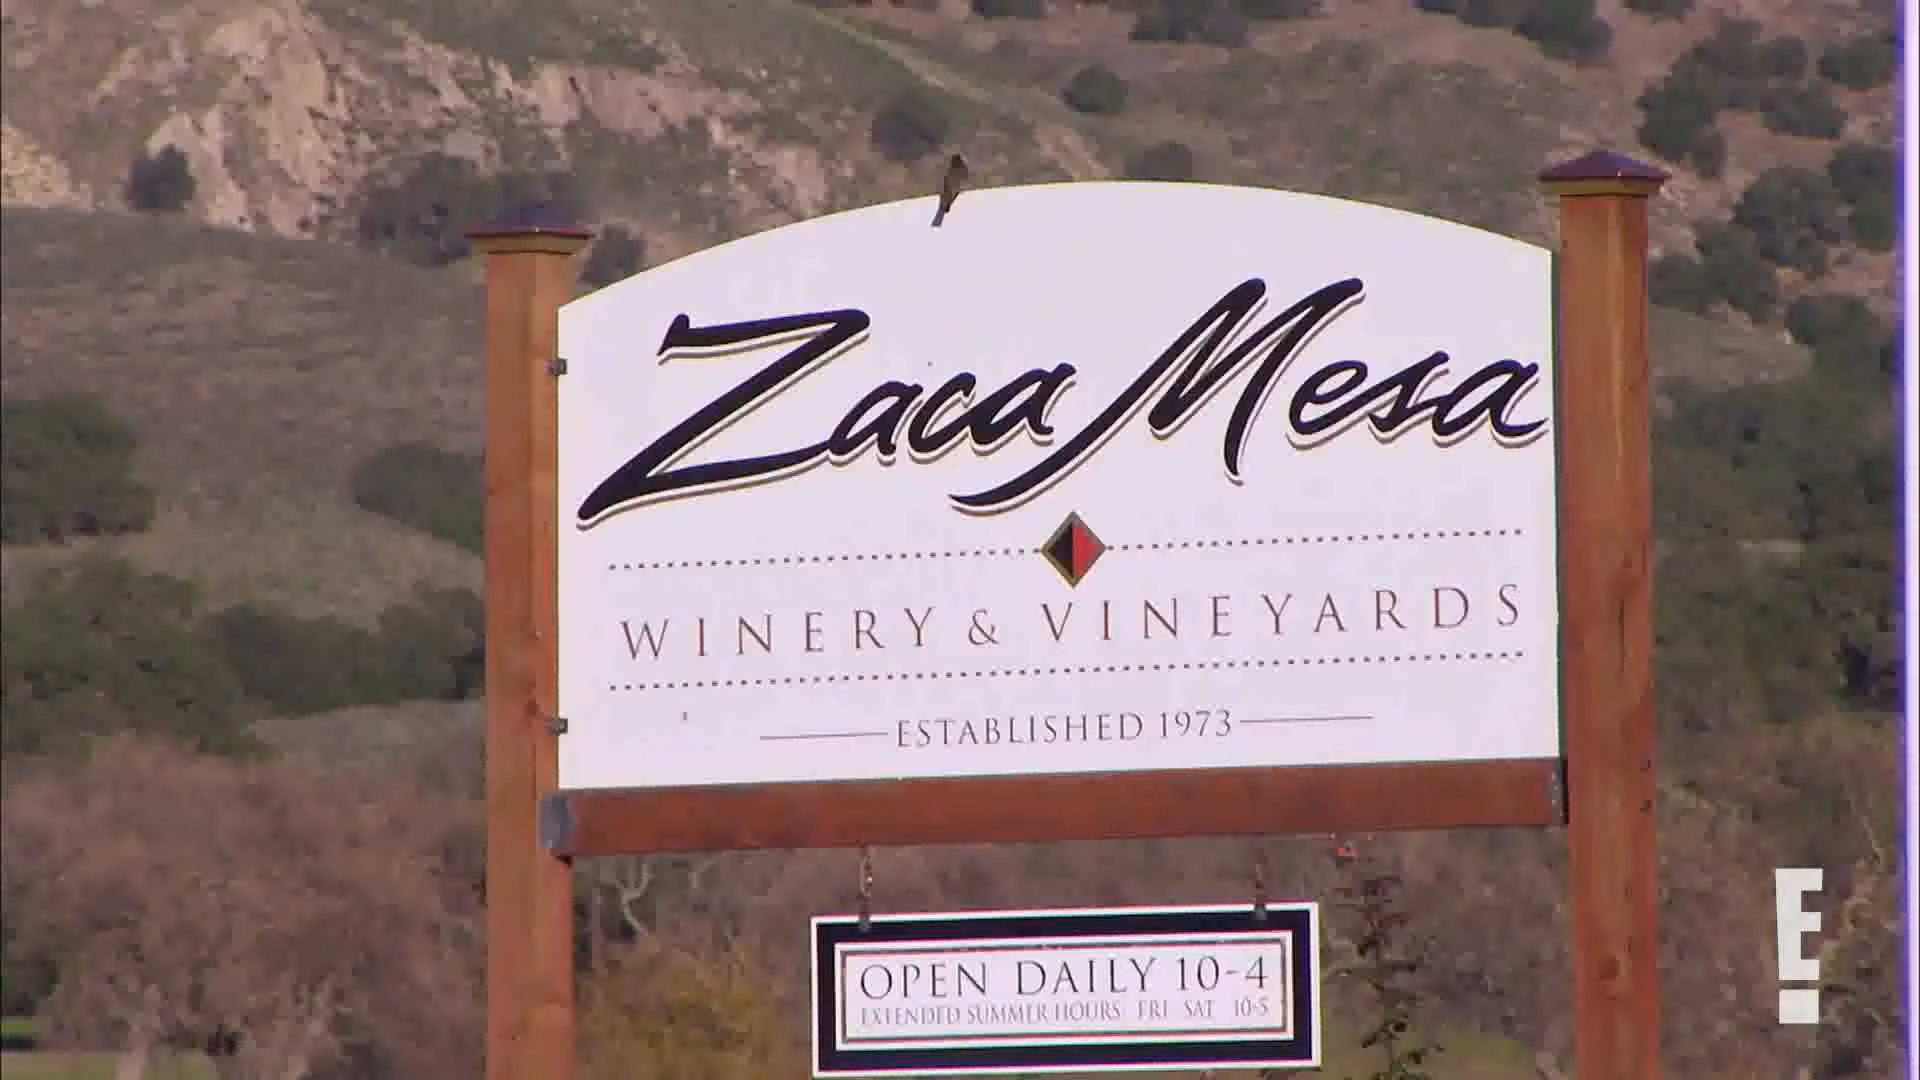 Zaca Mesa
WINERY & VINEYARDS
ESTABLISHED 1973
OPEN DAILY 10-4
EXTENDED SUMMER HOURS FRI SAT 10-5
E!